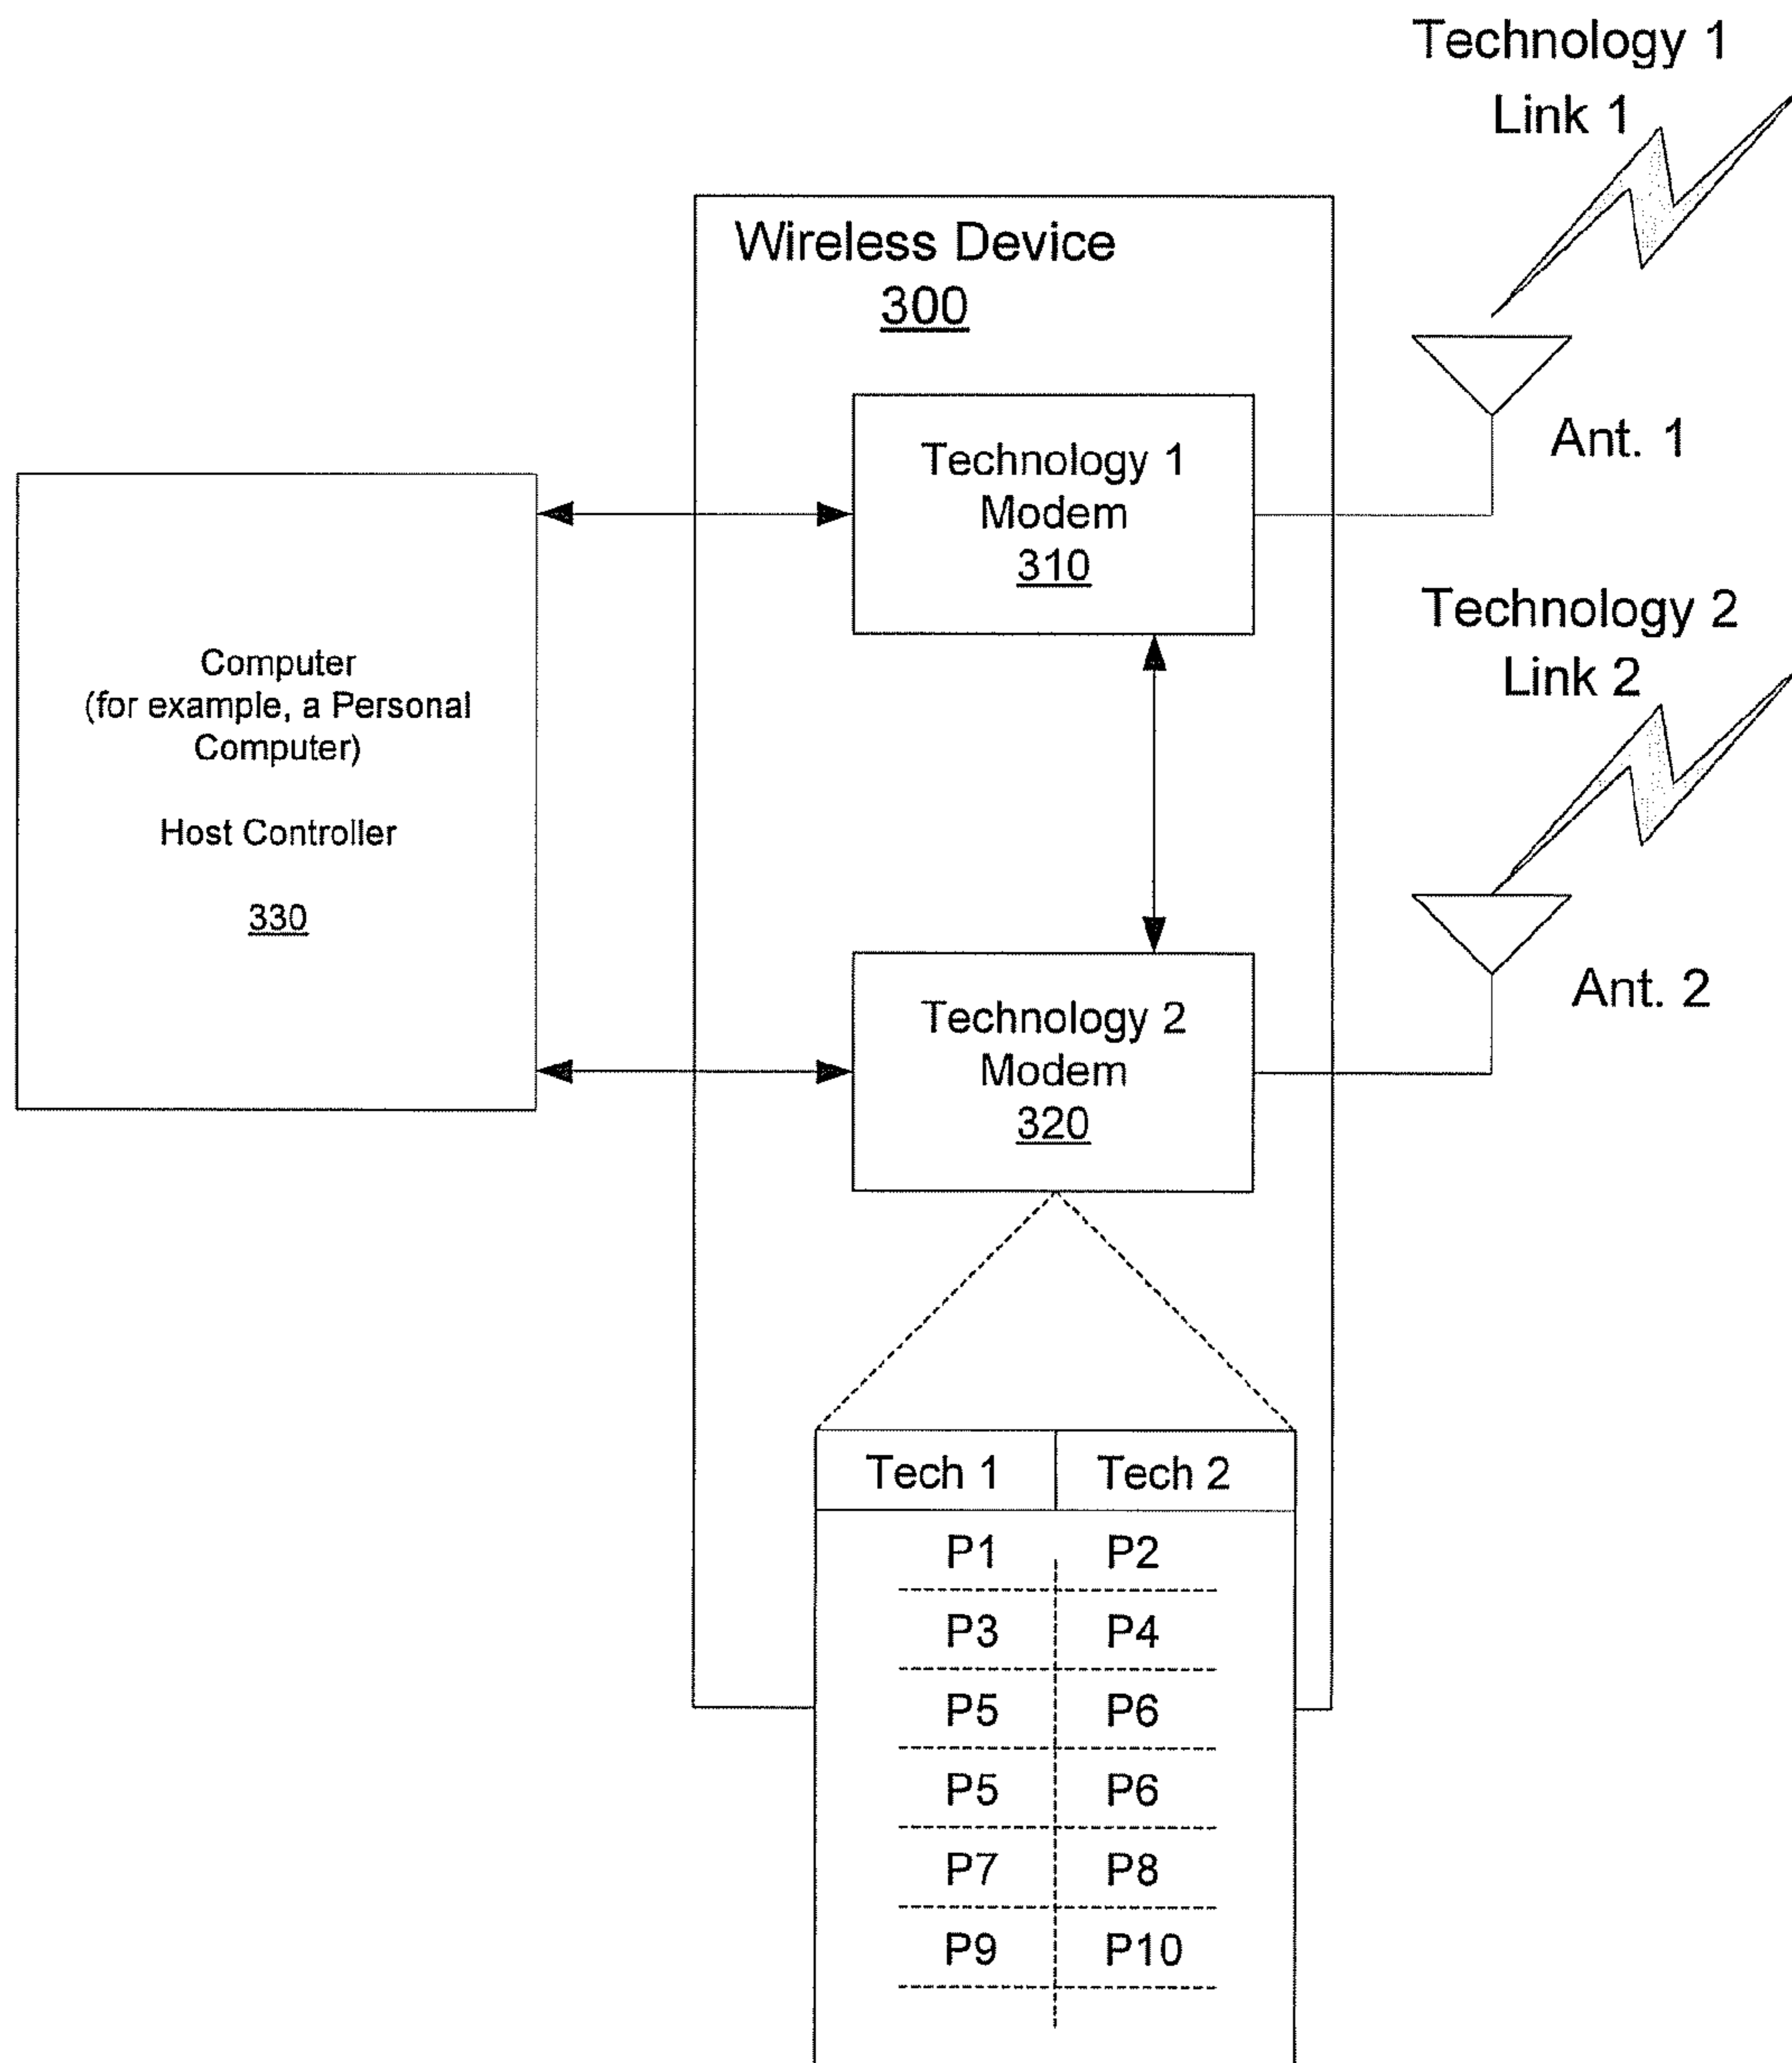 Technology 1
Link 1
Wireless Device
300
Technology 1
Modem
310
Ant. 1
Computer
(for example, a Personal
Computer)
Host Controller
330
Technology 2
Link 2
Technology 2
Modem
320
Ant. 2
Tech 1 Tech 2
P1 P2
P3 P4
P5 P6
P5 P6
P7 P8
P9 P10